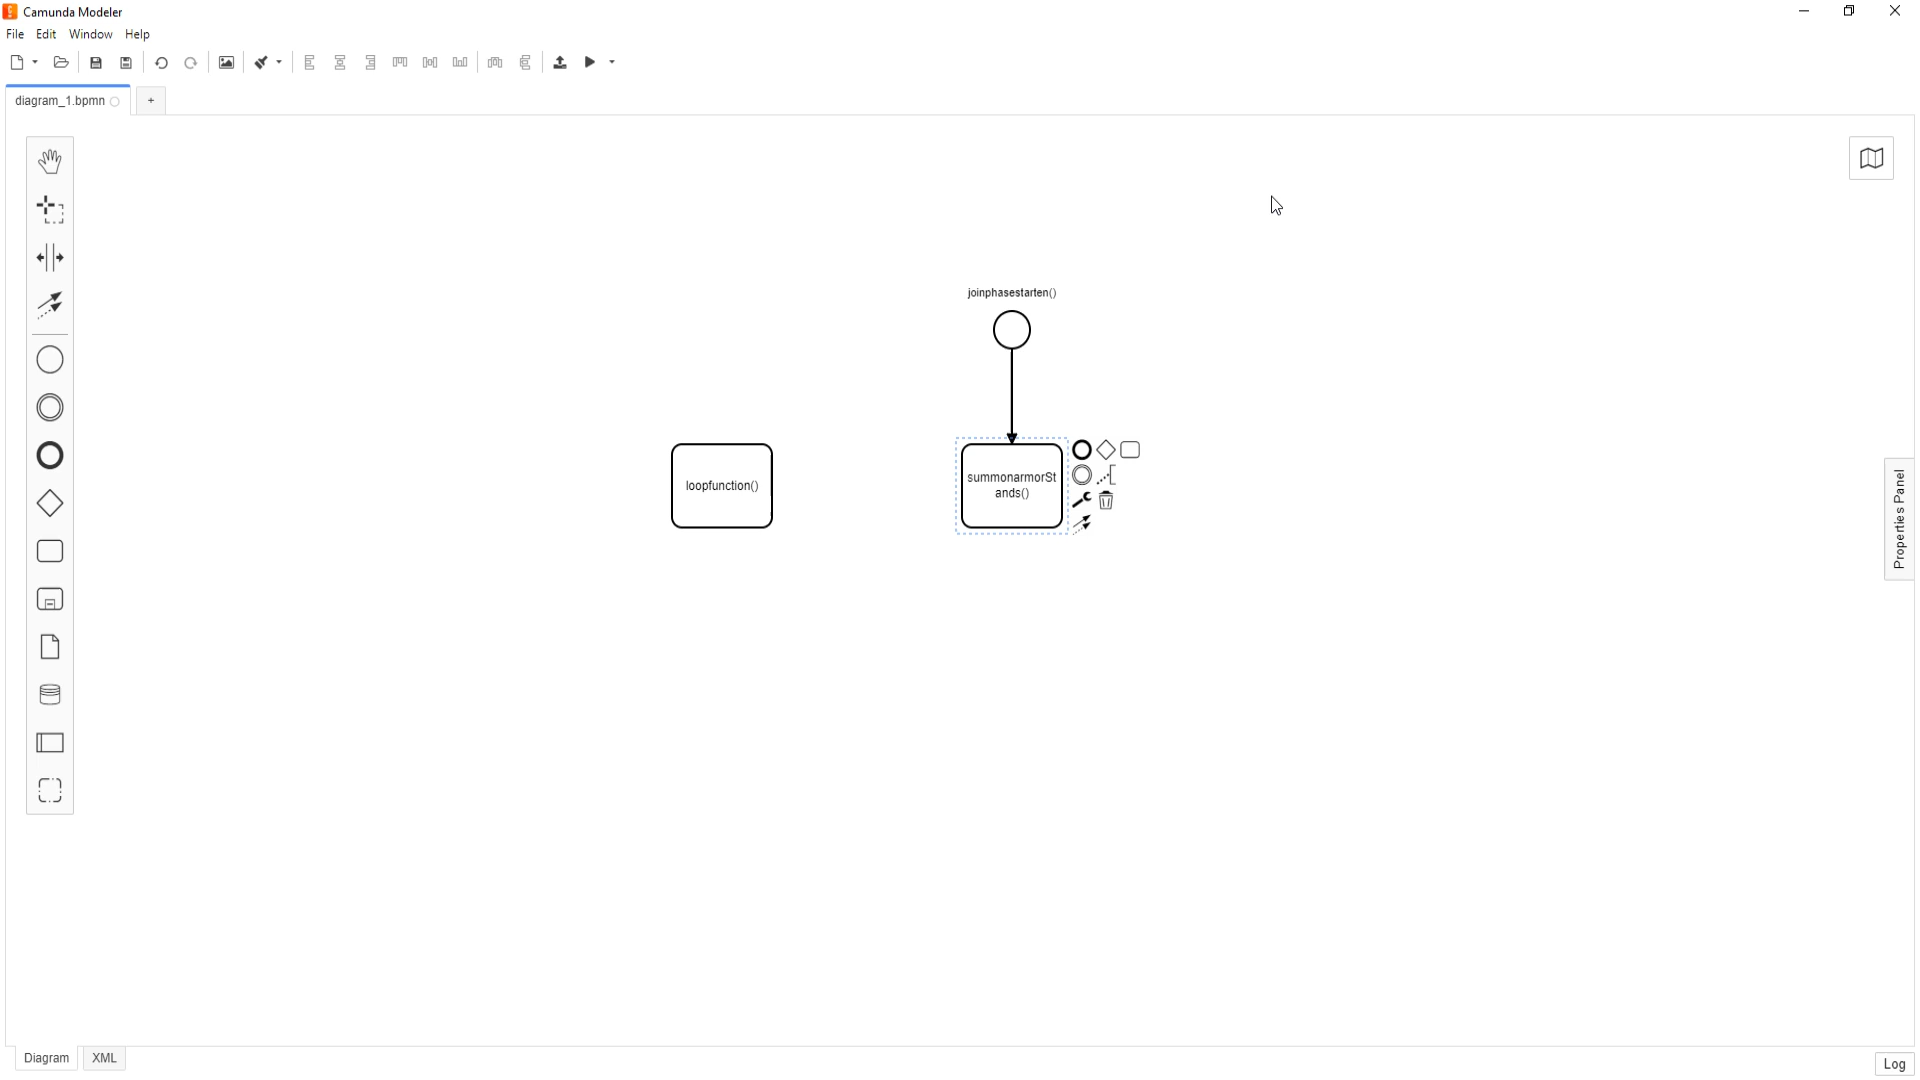 Camunda Modeler
File Edit Window Help
diagram_1.bpmn
+
joinphasestarten()
loopfunction()
summonarmorSt
ands()
Properties Panel
Diagram XML
Log